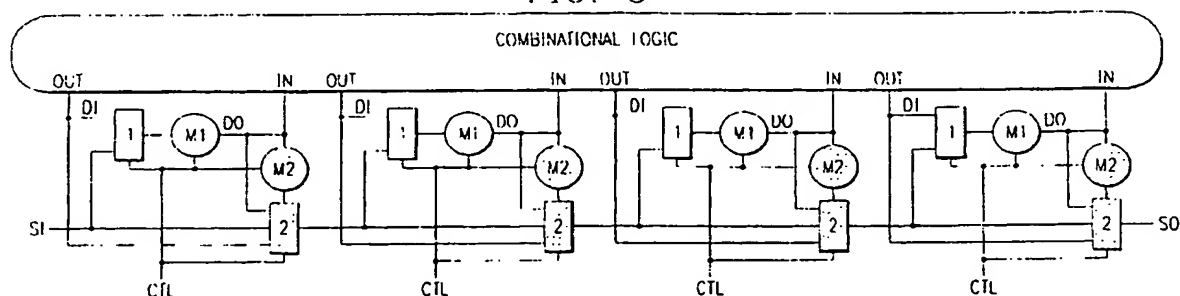 COMBINATIONAL LOGIC
OUT IN OUT IN OUT IN OUT IN
DI DI DI DI
1 M1 DO 1 M1 DO 1 M1 DO 1 M1 DO
M2 M2 M2 M2
SI 2 2 2 2 SO
CTL CTL CTL CTL